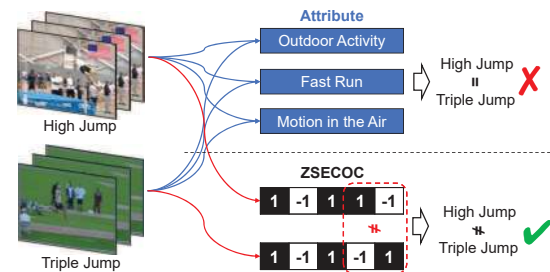 Attribute
Outdoor Activity
Fast Run
Motion in the Air
High Jump
=
Triple Jump
✗
High Jump
Triple Jump
ZSECOC
1 -1 1 1 -1
≠
1 -1 1 -1 1
High Jump
≠
Triple Jump
✓